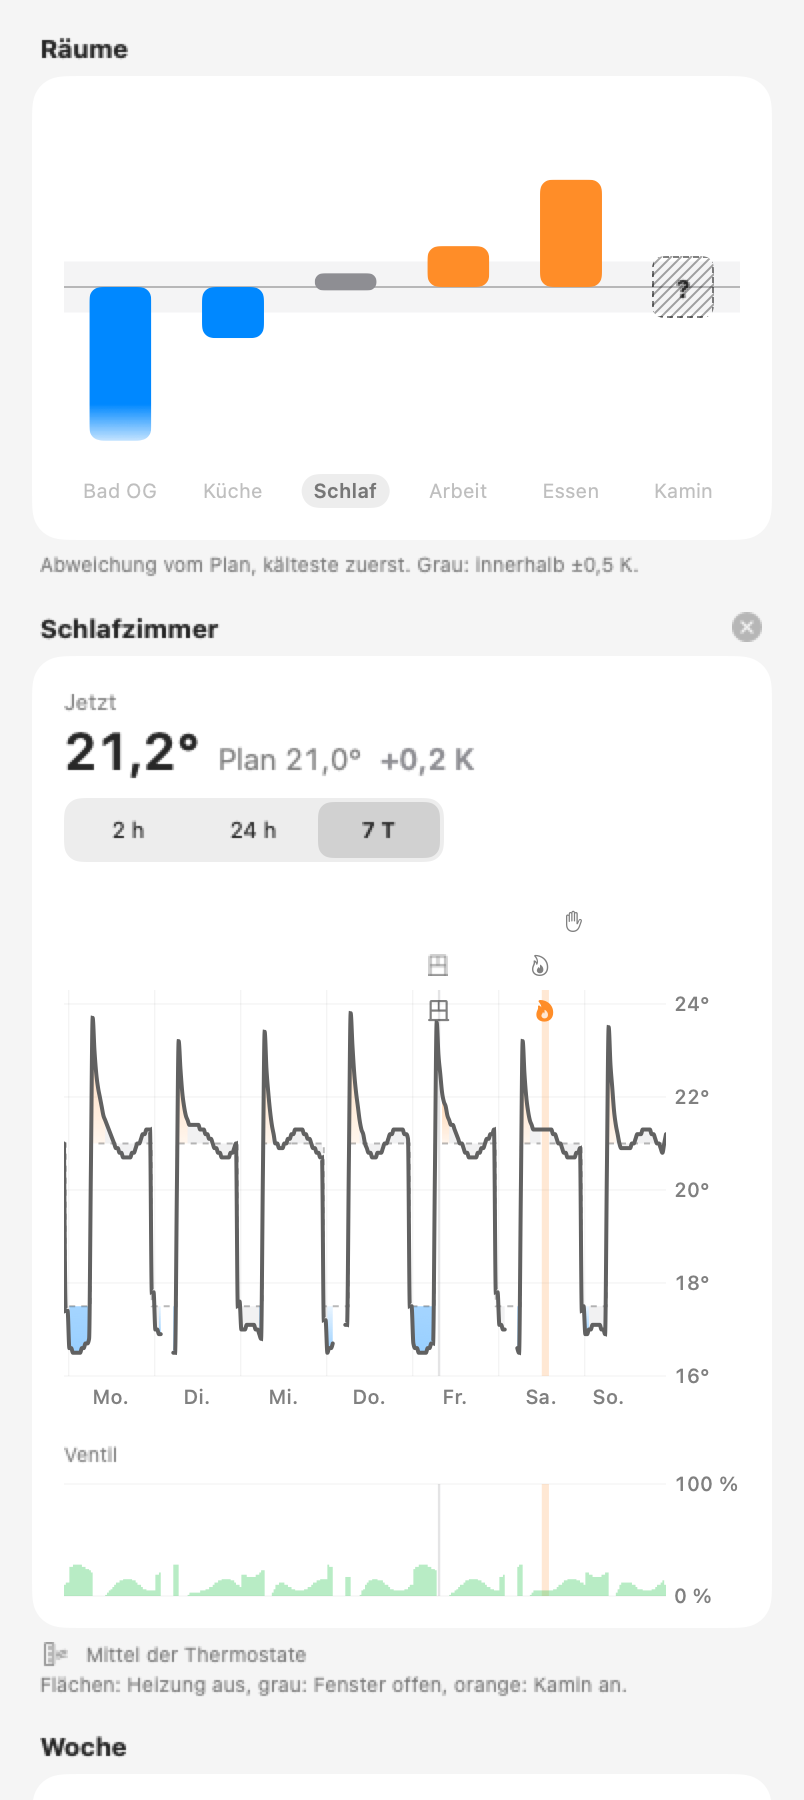 Räume
?
Bad OG Küche Schlaf Arbeit Essen Kamin
Abweichung vom Plan, kälteste zuerst. Grau: innerhalb ±0,5 K.
Schlafzimmer
Jetzt
21,2° Plan 21,0° +0,2 K
2 h 24 h 7 T
24°
22°
20°
18°
16°
Mo. Di. Mi. Do. Fr. Sa. So.
Ventil
100 %
0 %
Mittel der Thermostate
Flächen: Heizung aus, grau: Fenster offen, orange: Kamin an.
Woche